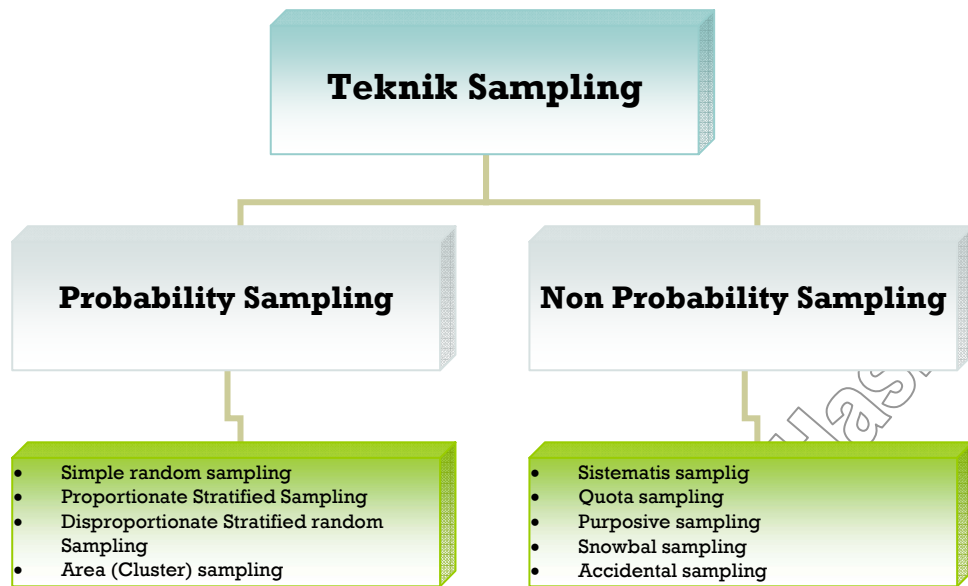 Teknik Sampling
Probability Sampling
Non Probability Sampling
• Simple random sampling
• Proportionate Stratified Sampling
• Disproportionate Stratified random
Sampling
• Area (Cluster) sampling
• Sistematis samplig
• Quota sampling
• Purposive sampling
• Snowbal sampling
• Accidental sampling